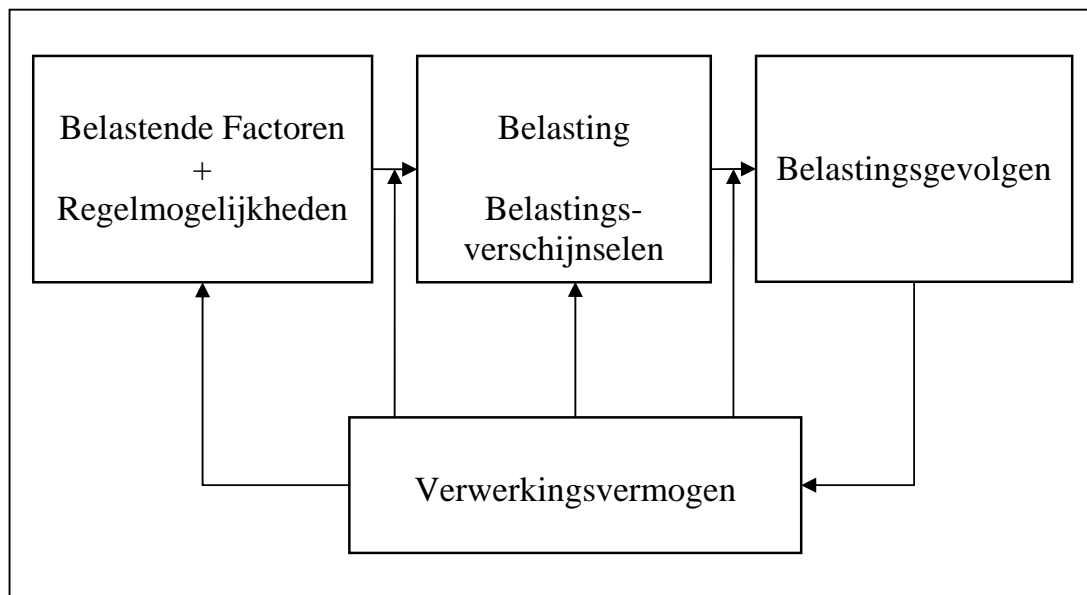 Belastende Factoren
+
Regelmogelijkheden
Belasting
Belastings-
verschijnselen
Belastingsgevolgen
Verwerkingsvermogen